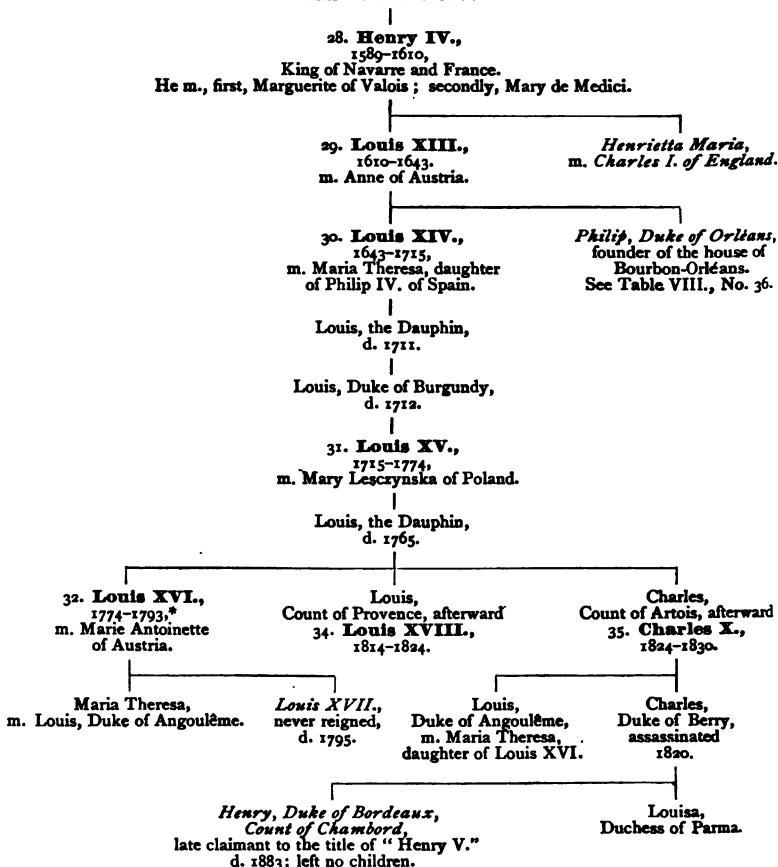 28. Henry IV.,
1589–1610,
King of Navarre and France.
He m., first, Marguerite of Valois ; secondly, Mary de Medici.
29. Louis XIII.,
1610–1643.
m. Anne of Austria.
Henrietta Maria,
m. Charles I. of England.
30. Louis XIV.,
1643–1715,
m. Maria Theresa, daughter
of Philip IV. of Spain.
Philip, Duke of Orléans,
founder of the house of
Bourbon-Orléans.
See Table VIII., No. 36.
Louis, the Dauphin,
d. 1711.
Louis, Duke of Burgundy,
d. 1712.
31. Louis XV.,
1715–1774,
m. Mary Lesczynska of Poland.
Louis, the Dauphin,
d. 1765.
32. Louis XVI.,
1774–1793,*
m. Marie Antoinette
of Austria.
Louis,
Count of Provence, afterward
34. Louis XVIII.,
1814–1824.
Charles,
Count of Artois, afterward
35. Charles X.,
1824–1830.
Maria Theresa,
m. Louis, Duke of Angoulême.
Louis XVII.,
never reigned,
d. 1795.
Louis,
Duke of Angoulême,
m. Maria Theresa,
daughter of Louis XVI.
Charles,
Duke of Berry,
assassinated
1820.
Henry, Duke of Bordeaux,
Count of Chambord,
late claimant to the title of “ Henry V.”
d. 1883; left no children.
Louisa,
Duchess of Parma.